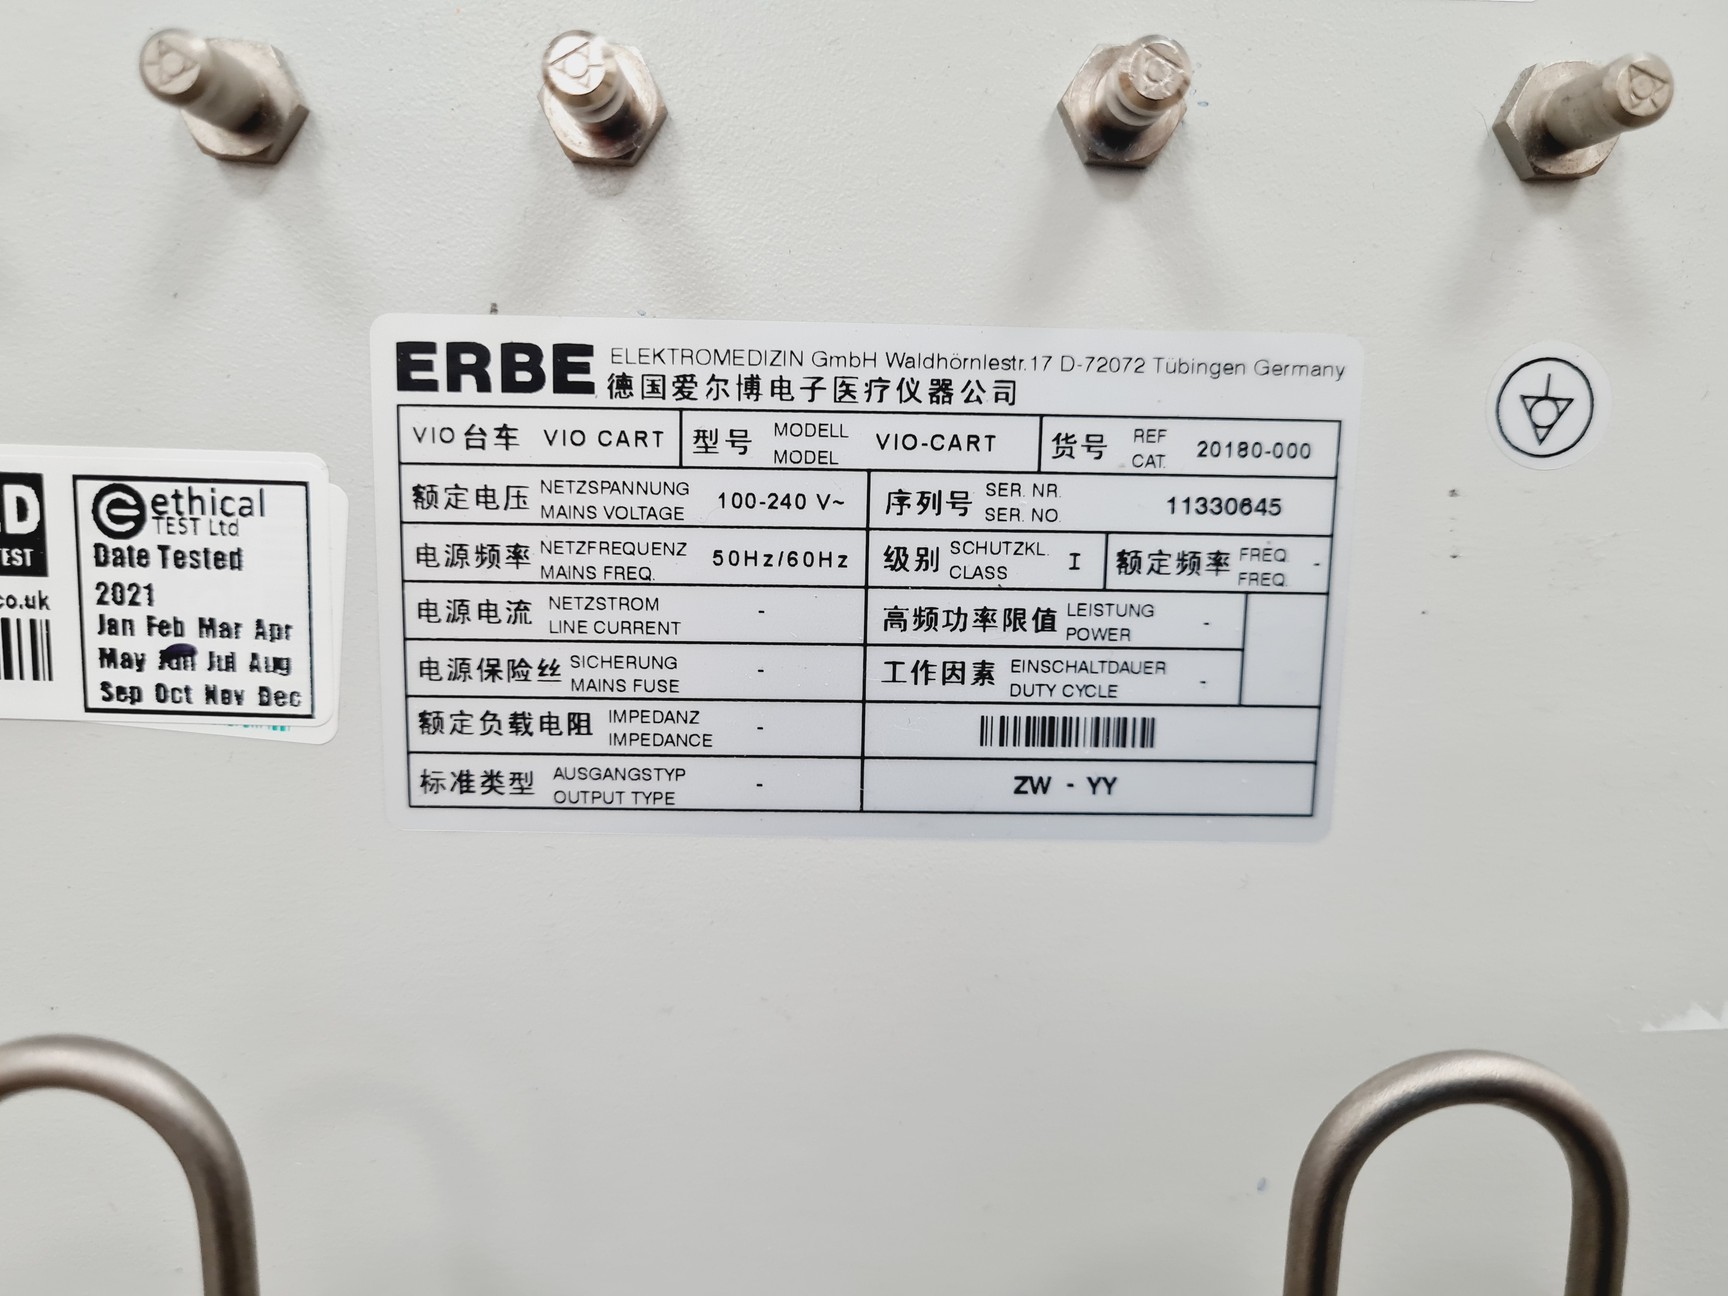 ERBE ELEKTROMEDIZIN GmbH Waldhörnlestr.17 D-72072 Tübingen Germany
德国爱尔博电子医疗仪器公司
VIO台车 VIO CART 型号 MODELL MODEL VIO-CART 货号 REF CAT. 20180-000
额定电压 NETZSPANNUNG MAINS VOLTAGE 100-240 V~ 序列号 SER. NR. SER. NO. 11330645
电源频率 NETZFREQUENZ MAINS FREQ. 50Hz/60Hz 级别 SCHUTZKL. CLASS I 额定频率 FREQ. FREQ. -
电源电流 NETZSTROM LINE CURRENT - 高频功率限值 LEISTUNG POWER -
电源保险丝 SICHERUNG MAINS FUSE - 工作因素 EINSCHALTDAUER DUTY CYCLE -
额定负载电阻 IMPEDANZ IMPEDANCE -
标准类型 AUSGANGSTYP OUTPUT TYPE - ZW - YY
ethical
TEST Ltd
Date Tested
2021
Jan Feb Mar Apr
May Jun Jul Aug
Sep Oct Nov Dec
D
EST
co.uk